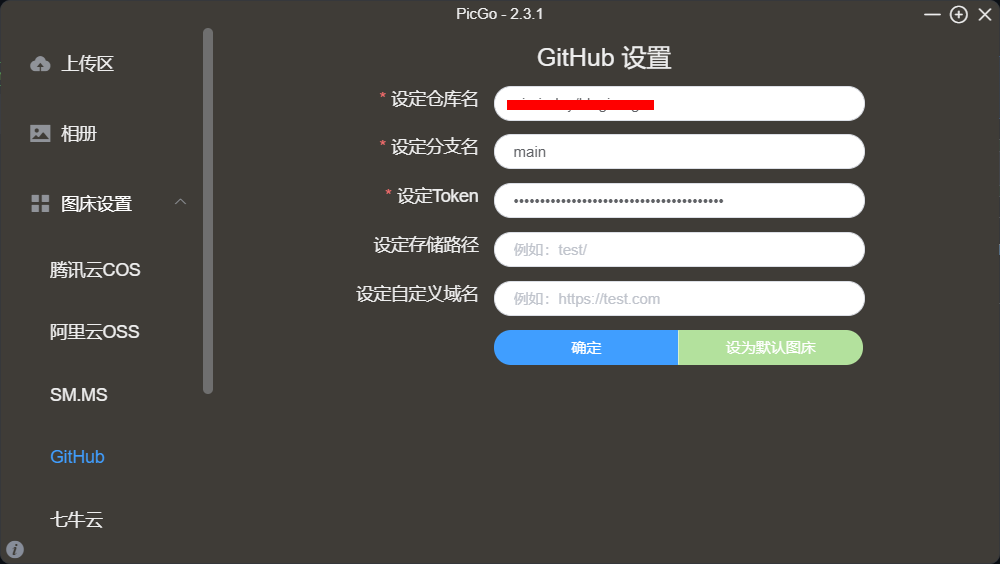 PicGo - 2.3.1
上传区
相册
图床设置
腾讯云COS
阿里云OSS
SM.MS
GitHub
七牛云
GitHub 设置
* 设定仓库名
* 设定分支名
main
* 设定Token
设定存储路径
例如：test/
设定自定义域名
例如：https://test.com
确定
设为默认图床